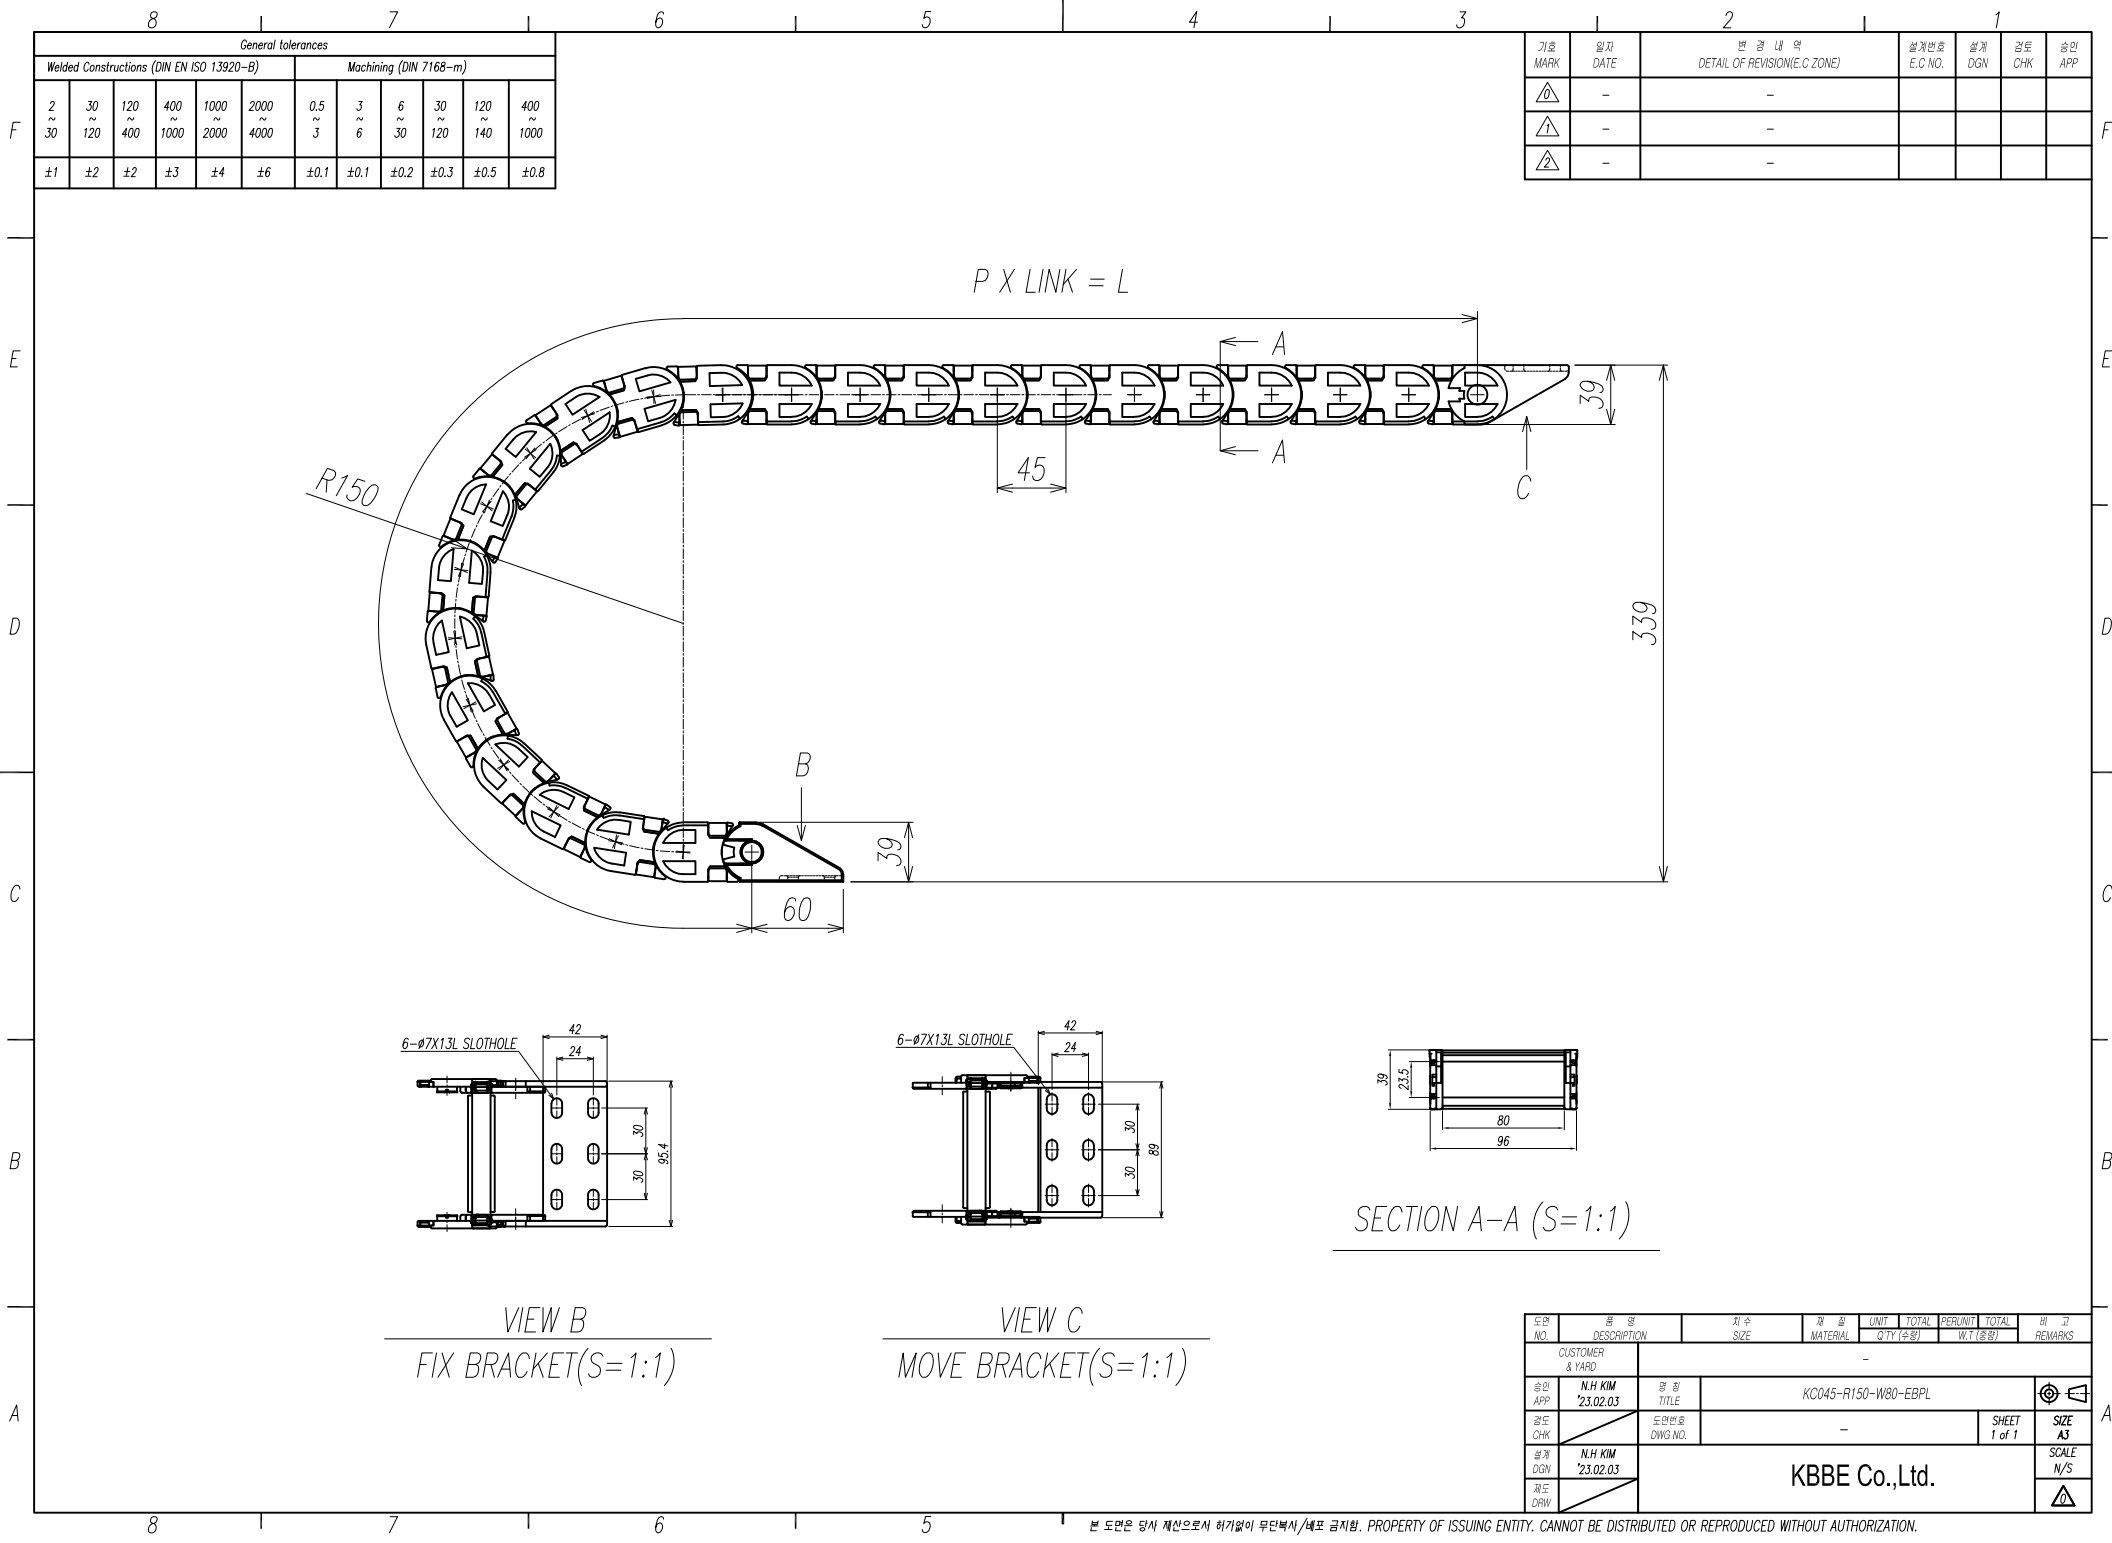 8 7 6 5 4 3 2 1
General tolerances
Welded Constructions (DIN EN ISO 13920-B) Machining (DIN 7168-m)
2 ~ 30 30 ~ 120 120 ~ 400 400 ~ 1000 1000 ~ 2000 2000 ~ 4000 0.5 ~ 3 3 ~ 6 6 ~ 30 30 ~ 120 120 ~ 140 400 ~ 1000
±1 ±2 ±2 ±3 ±4 ±6 ±0.1 ±0.1 ±0.2 ±0.3 ±0.5 ±0.8
기호 일자 변 경 내 역 설계번호 설계 검토 승인
MARK DATE DETAIL OF REVISION(E.C ZONE) E.C NO. DGN CHK APP
0 - -
1 - -
2 - -
F F
E E
D D
C C
B B
A A
P X LINK = L
A
A
39
45
C
R150
339
B
39
60
6-ø7X13L SLOTHOLE
42
24
30
30
95.4
VIEW B
FIX BRACKET(S=1:1)
6-ø7X13L SLOTHOLE
42
24
30
30
89
VIEW C
MOVE BRACKET(S=1:1)
39
23.5
80
96
SECTION A-A (S=1:1)
도면 품 명 치 수 재 질 UNIT TOTAL PERUNIT TOTAL 비 고
NO. DESCRIPTION SIZE MATERIAL Q'TY (수량) W.T (중량) REMARKS
CUSTOMER
& YARD -
승인 N.H KIM 명 칭
APP '23.02.03 TITLE KC045-R150-W80-EBPL
검도 도면번호 SHEET SIZE
CHK DWG NO. - 1 of 1 A3
설계 N.H KIM SCALE
DGN '23.02.03 N/S
KBBE Co.,Ltd.
제도
DRW 0
8 7 6 5
본 도면은 당사 재산으로서 허가없이 무단복사/배포 금지함. PROPERTY OF ISSUING ENTITY. CANNOT BE DISTRIBUTED OR REPRODUCED WITHOUT AUTHORIZATION.